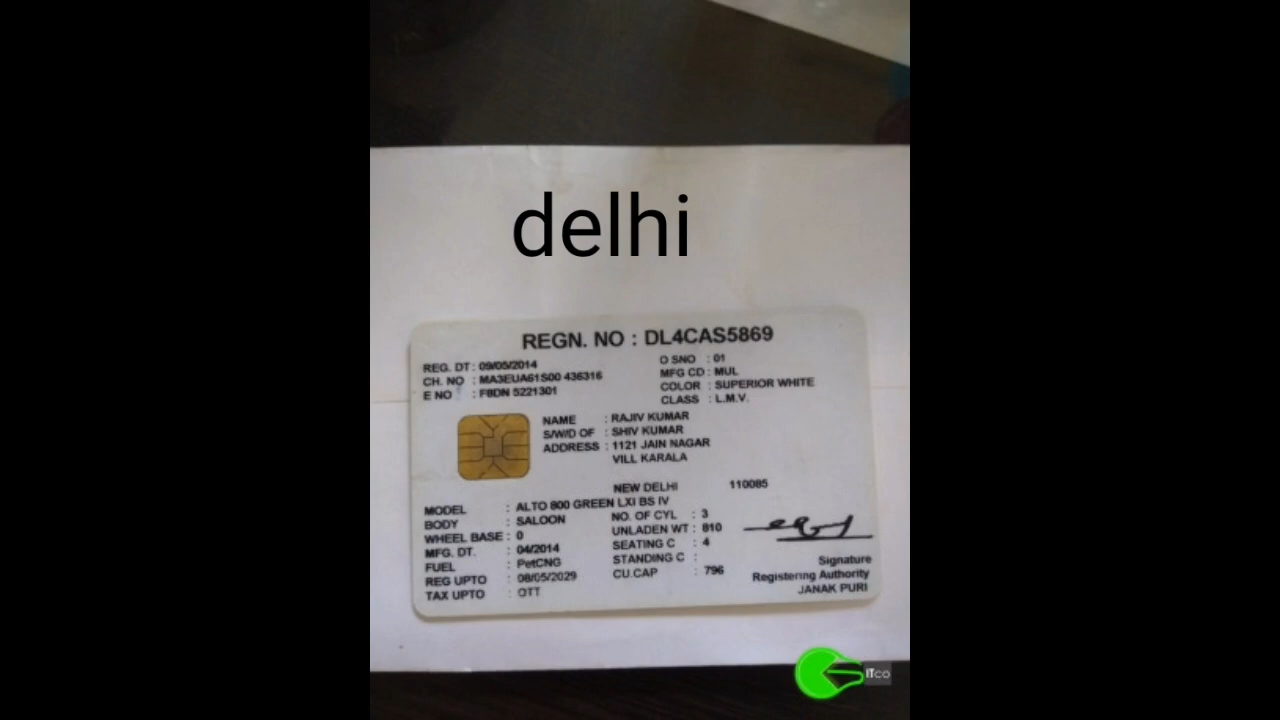 delhi
REGN. NO : DL4CAS5869
REG. DT : 09/05/2014
O SNO : 01
CH. NO : MA3EUA61S00 436316
MFG CD : MUL
E NO : F8DN 5221301
COLOR : SUPERIOR WHITE
CLASS : L.M.V.
NAME : RAJIV KUMAR
S/W/D OF : SHIV KUMAR
ADDRESS : 1121 JAIN NAGAR
VILL KARALA
NEW DELHI 110085
MODEL : ALTO 800 GREEN LXI BS IV
BODY : SALOON
NO. OF CYL : 3
WHEEL BASE : 0
UNLADEN WT : 810
MFG. DT. : 04/2014
SEATING C : 4
FUEL : PetCNG
STANDING C :
REG UPTO : 08/05/2029
CU.CAP : 796
TAX UPTO : OTT
Signature
Registering Authority
JANAK PURI
ITCO